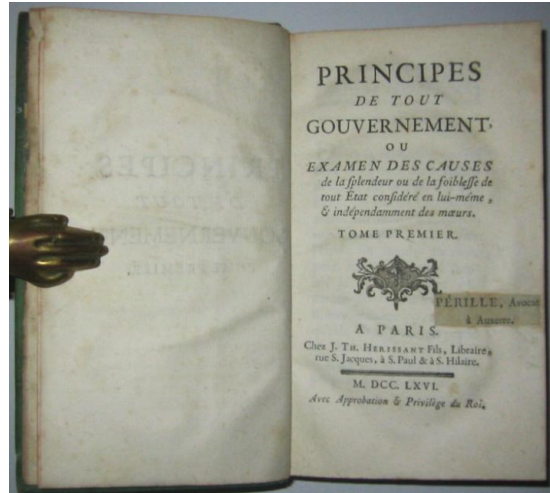 PRINCIPES
DE TOUT
GOUVERNEMENT,
OU
EXAMEN DES CAUSES
de la ſplendeur ou de la foibleſſe de
tout Etat conſidéré en lui-même,
& indépendamment des mœurs.
TOME PREMIER.
PÉRILLE, Avocat
à Auxerre.
A PARIS.
Chez J. TH. HERISSANT Fils, Libraire,
rue S. Jacques, à S. Paul & à S. Hilaire.
M. DCC. LXVI.
Avec Approbation & Privilège du Roi.